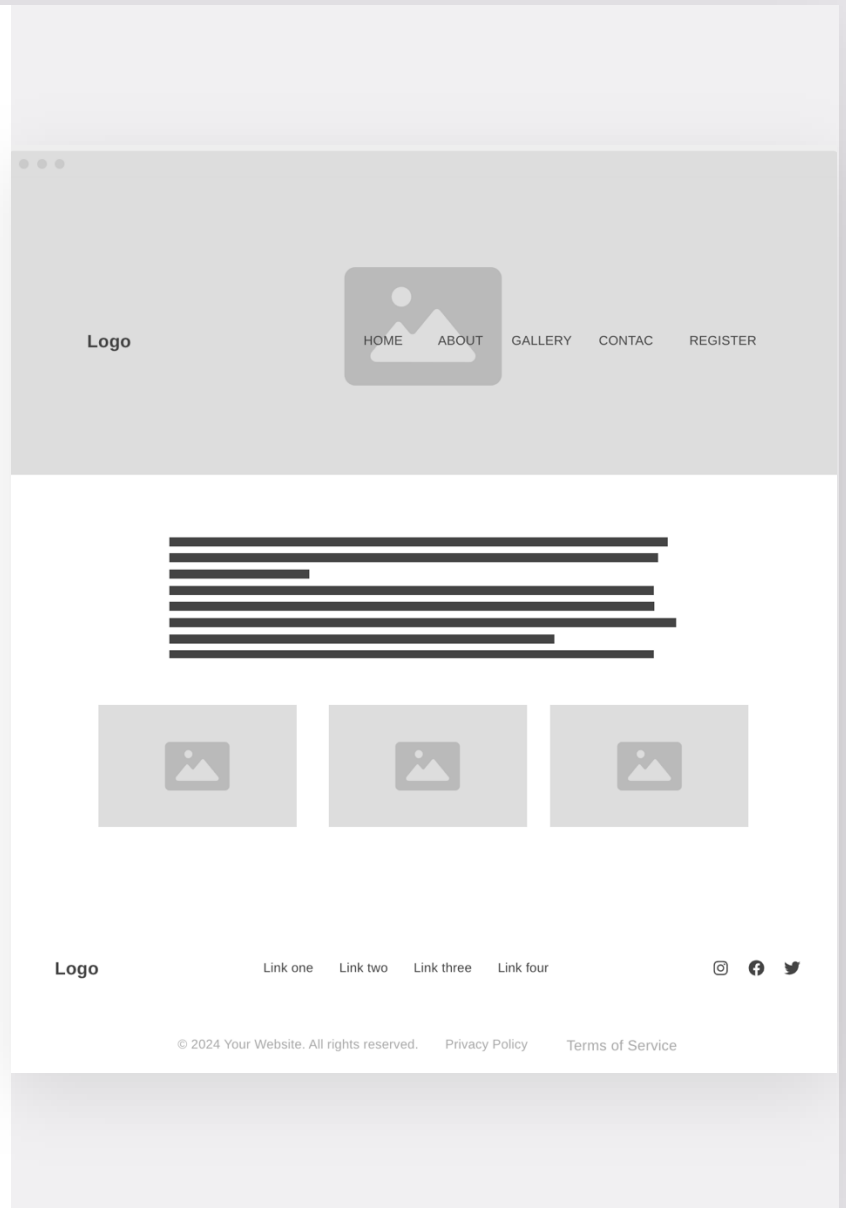 Logo HOME ABOUT GALLERY CONTAC REGISTER
Logo Link one Link two Link three Link four
© 2024 Your Website. All rights reserved. Privacy Policy Terms of Service